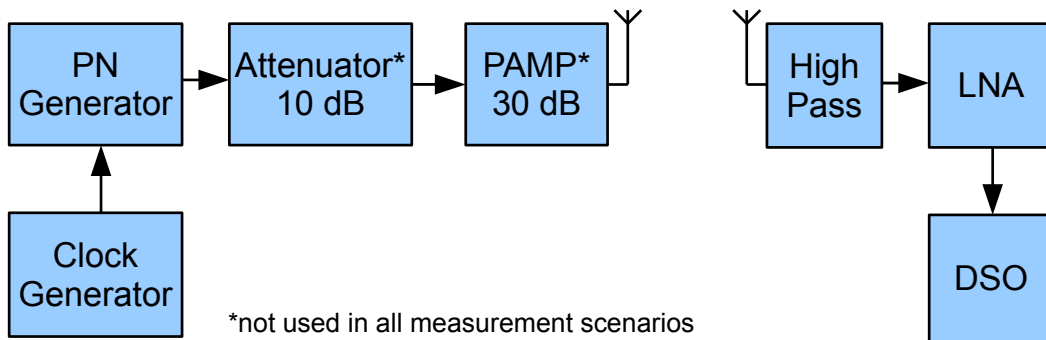 PN
Generator
Attenuator*
10 dB
PAMP*
30 dB
High
Pass
LNA
Clock
Generator
DSO
*not used in all measurement scenarios